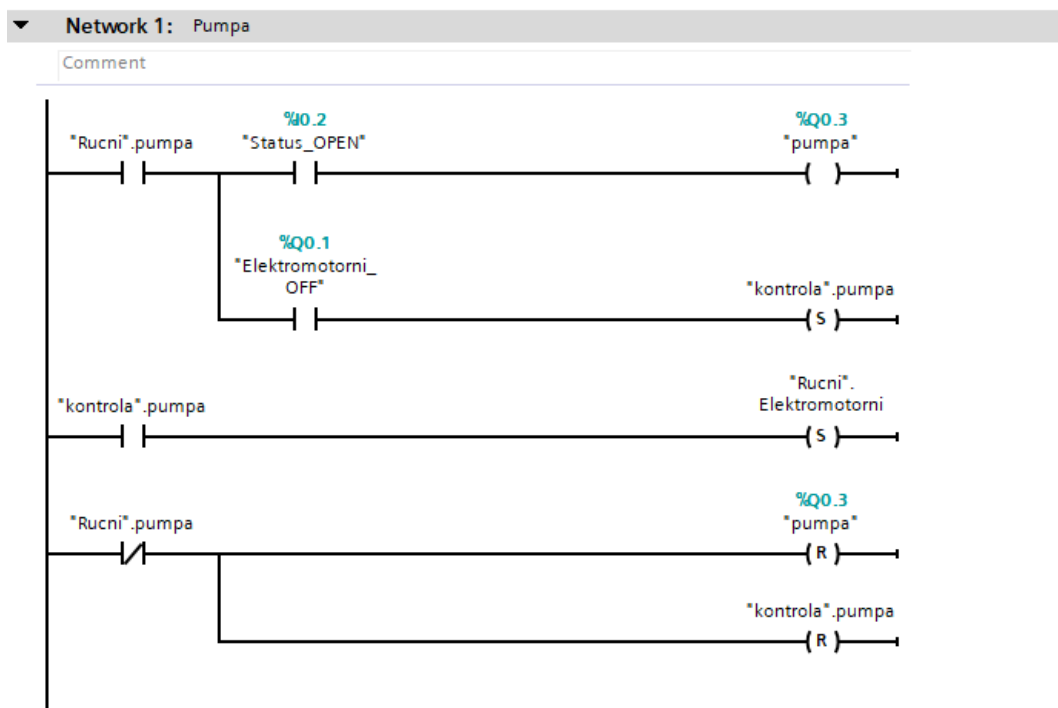 Network 1: Pumpa
Comment
%I0.2
%Q0.3
"Rucni".pumpa
"Status_OPEN"
"pumpa"
%Q0.1
"Elektromotorni_
OFF"
"kontrola".pumpa
S
"Rucni".
Elektromotorni
"kontrola".pumpa
S
%Q0.3
"Rucni".pumpa
"pumpa"
R
"kontrola".pumpa
R